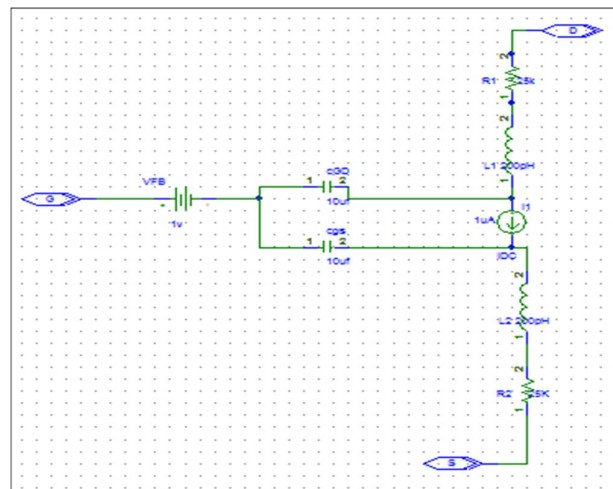 D
2
R1 25k
1
2
L1 200pH
1
cGD
1 2
10uf
VFB
G
+ -
1v
I1
1uA
IDC
cgs
1 2
10uf
2
L2 200pH
1
2
R2 25K
1
S